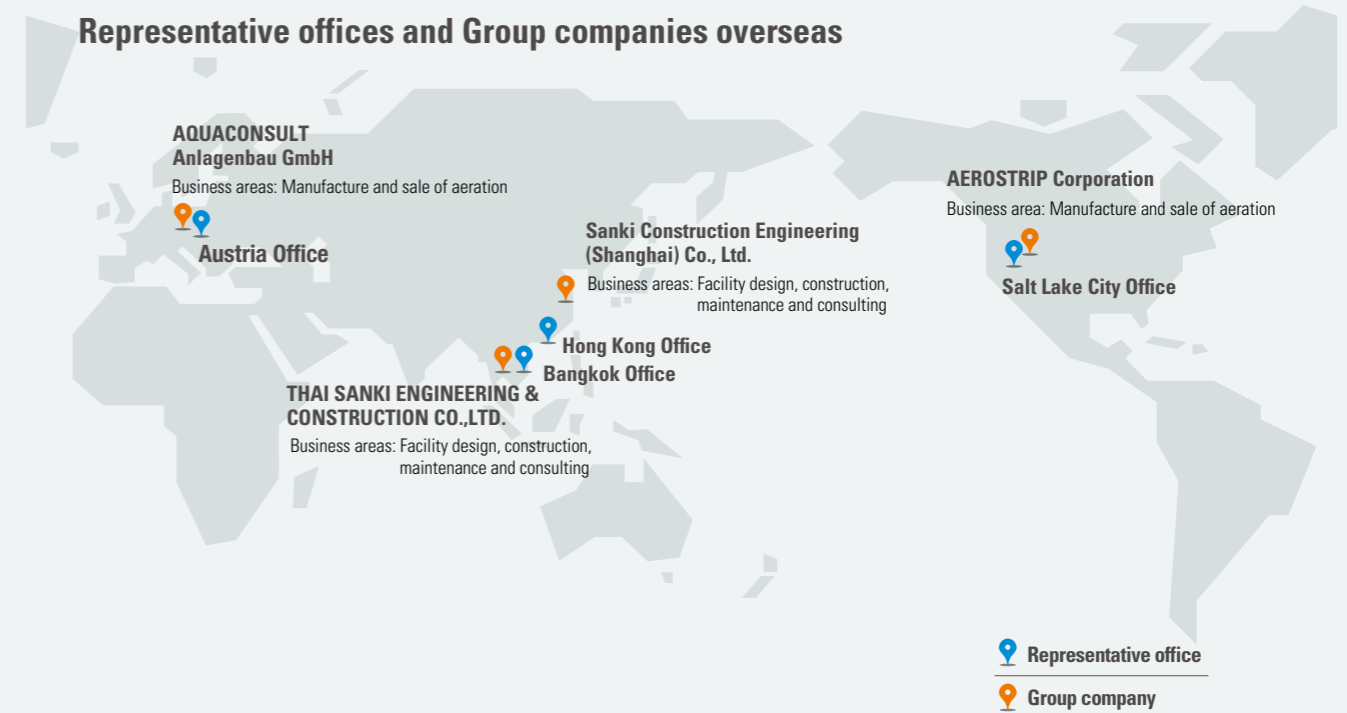 Representative offices and Group companies overseas
AQUACONSULT
Anlagenbau GmbH
Business areas: Manufacture and sale of aeration
Austria Office
Sanki Construction Engineering
(Shanghai) Co., Ltd.
Business areas: Facility design, construction,
maintenance and consulting
Hong Kong Office
Bangkok Office
THAI SANKI ENGINEERING &
CONSTRUCTION CO.,LTD.
Business areas: Facility design, construction,
maintenance and consulting
AEROSTRIP Corporation
Business area: Manufacture and sale of aeration
Salt Lake City Office
Representative office
Group company